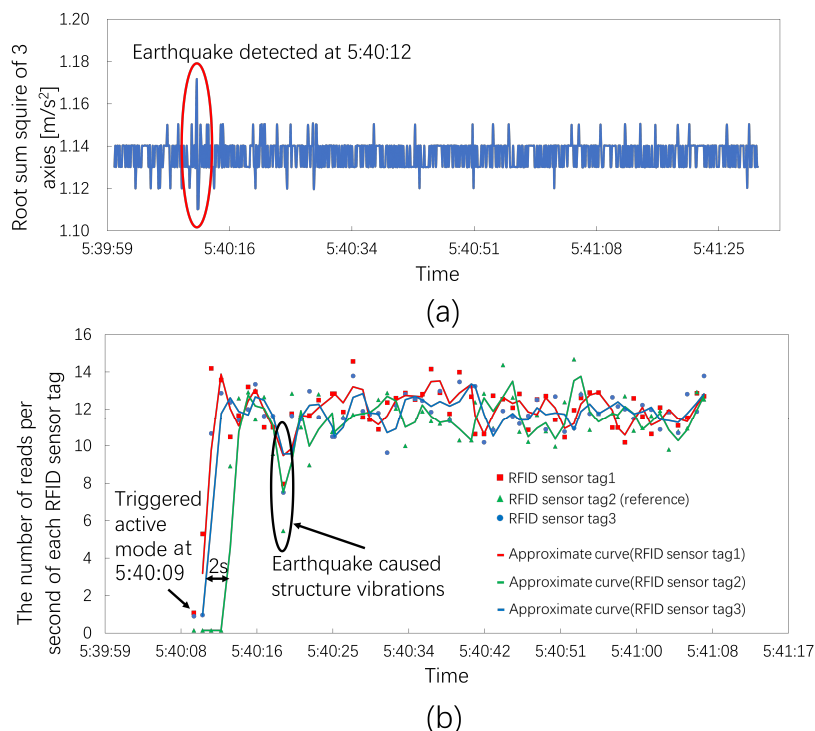 1.20
1.18
1.16
1.14
1.12
1.10
Root sum squire of 3
axies [m/s²]
Earthquake detected at 5:40:12
5:39:59
5:40:16
5:40:34
5:40:51
5:41:08
5:41:25
Time
(a)
16
14
12
10
8
6
4
2
0
The number of reads per
second of each RFID sensor tag
Triggered
active
mode at
5:40:09
2s
Earthquake caused
structure vibrations
RFID sensor tag1
RFID sensor tag2 (reference)
RFID sensor tag3
Approximate curve(RFID sensor tag1)
Approximate curve(RFID sensor tag2)
Approximate curve(RFID sensor tag3)
5:39:59
5:40:08
5:40:16
5:40:25
5:40:34
5:40:42
5:40:51
5:41:00
5:41:08
5:41:17
Time
(b)